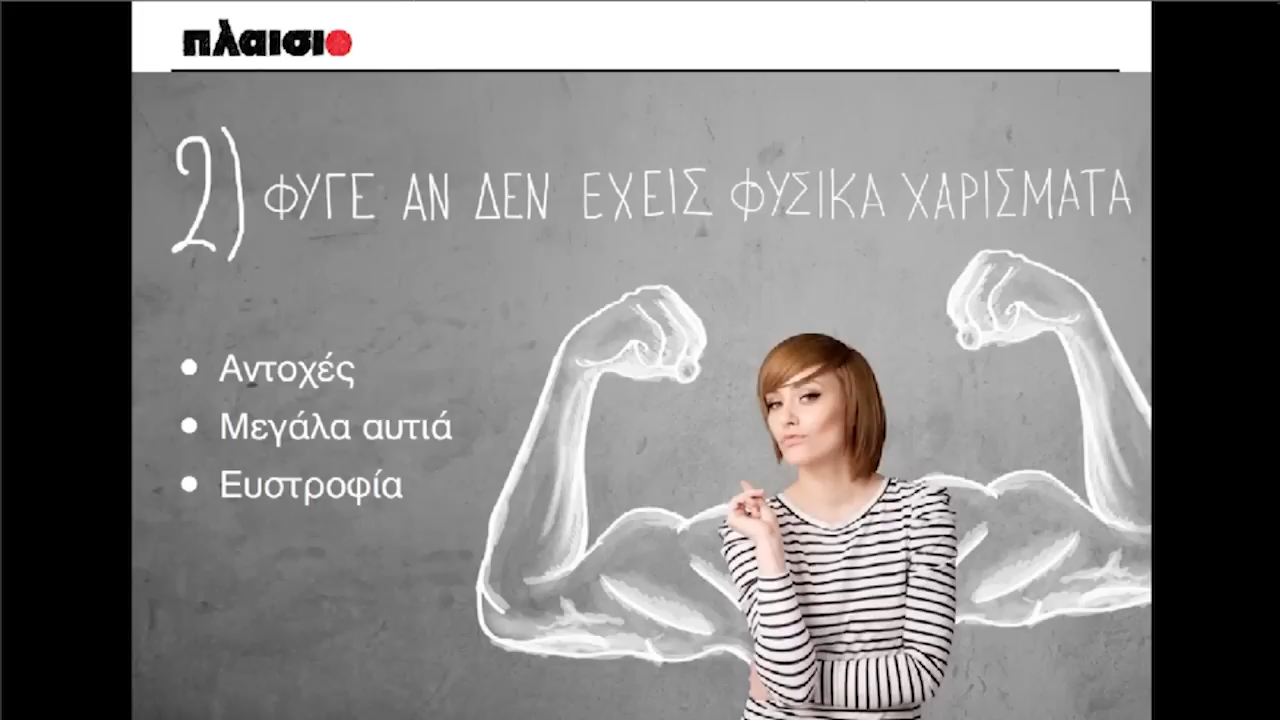 πλαισιο
2) ΦΥΓΕ ΑΝ ΔΕΝ ΕΧΕΙΣ ΦΥΣΙΚΑ ΧΑΡΙΣΜΑΤΑ
• Αντοχές
• Μεγάλα αυτιά
• Ευστροφία